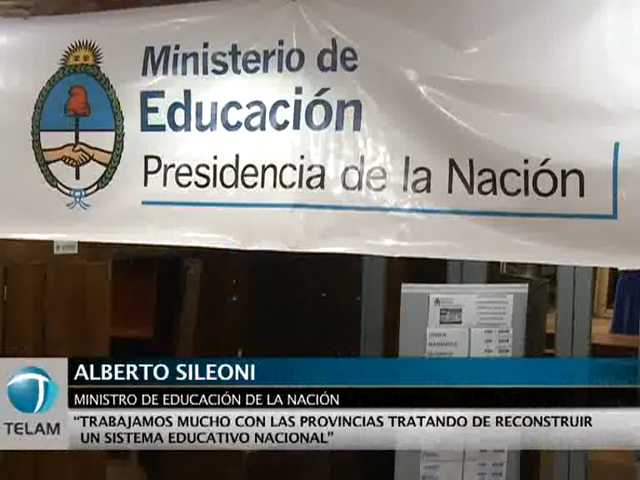 Ministerio de
Educación
Presidencia de la Nación
ALBERTO SILEONI
MINISTRO DE EDUCACIÓN DE LA NACIÓN
"TRABAJAMOS MUCHO CON LAS PROVINCIAS TRATANDO DE RECONSTRUIR
UN SISTEMA EDUCATIVO NACIONAL"
TELAM